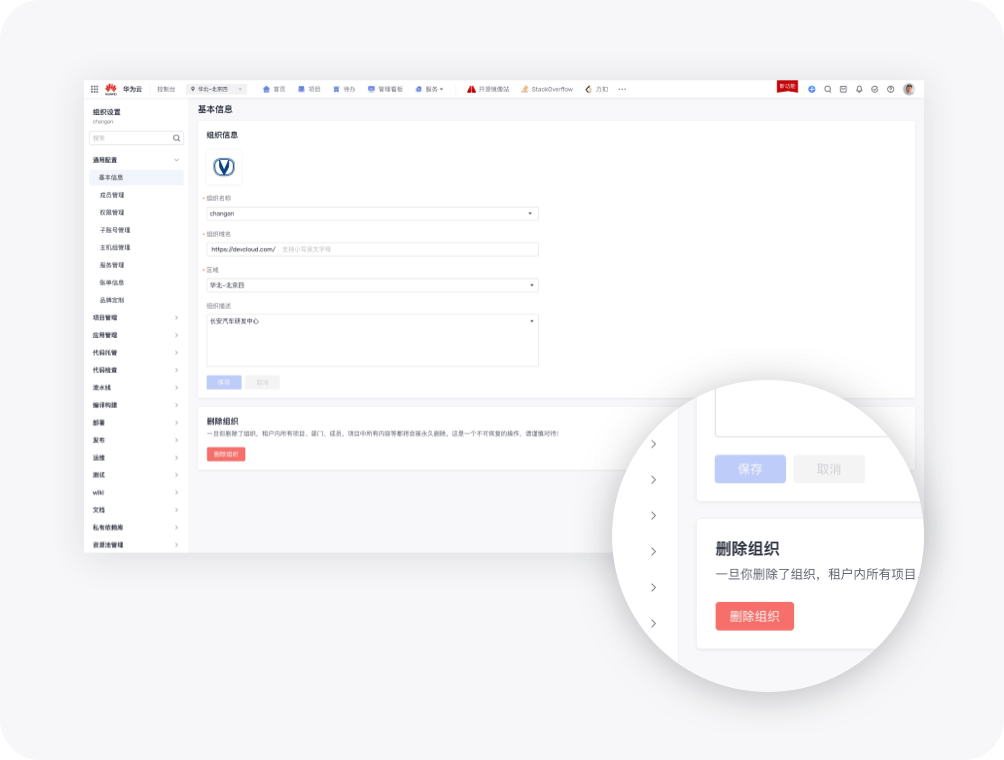 HUAWEI
华为云 控制台 华北-北京四 首页 项目 待办 管理看板 服务 开源镜像站 StackOverflow 力扣 ··· 新功能
组织设置
changan
搜索
通用配置
基本信息
成员管理
权限管理
子账号管理
主机组管理
服务管理
账单信息
品牌定制
项目管理
应用管理
代码托管
代码检查
流水线
编译构建
部署
发布
运维
测试
wiki
文档
私有依赖库
资源池管理
基本信息
组织信息
* 组织名称
changan
* 组织域名
https://devcloud.com/ 支持小写英文字母
* 区域
华北-北京四
组织描述
长安汽车研发中心
保存 取消
删除组织
一旦你删除了组织，租户内所有项目、部门、成员、项目中所有内容等都将会被永久删除。这是一个不可恢复的操作，请谨慎对待！
删除组织
保存 取消
删除组织
一旦你删除了组织，租户内所有项目
删除组织